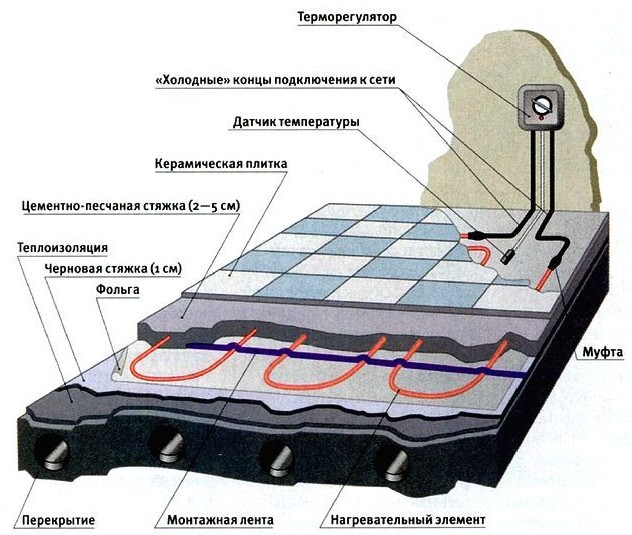 Терморегулятор
«Холодные» концы подключения к сети
Датчик температуры
Керамическая плитка
Цементно-песчаная стяжка (2—5 см)
Теплоизоляция
Черновая стяжка (1 см)
Фольга
Муфта
Перекрытие
Монтажная лента
Нагревательный элемент